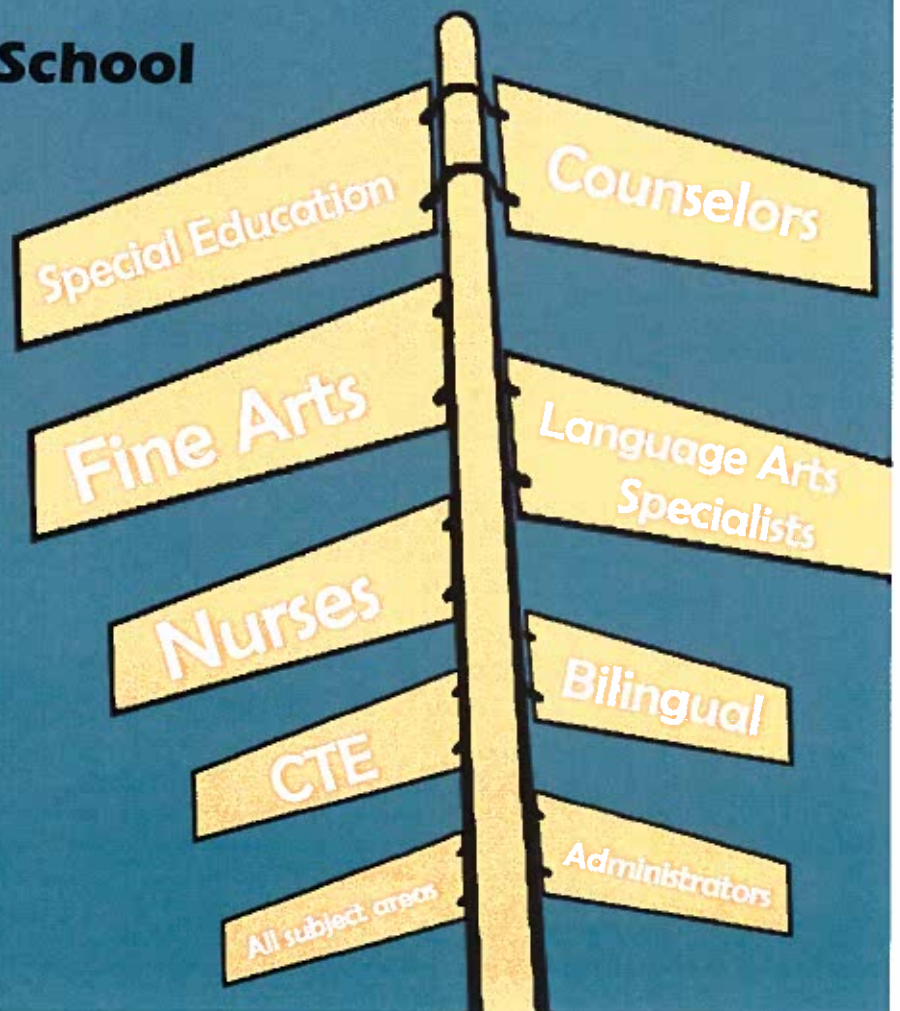 School
Special Education
Counselors
Fine Arts
Language Arts
Specialists
Nurses
Bilingual
CTE
Administrators
All subject areas